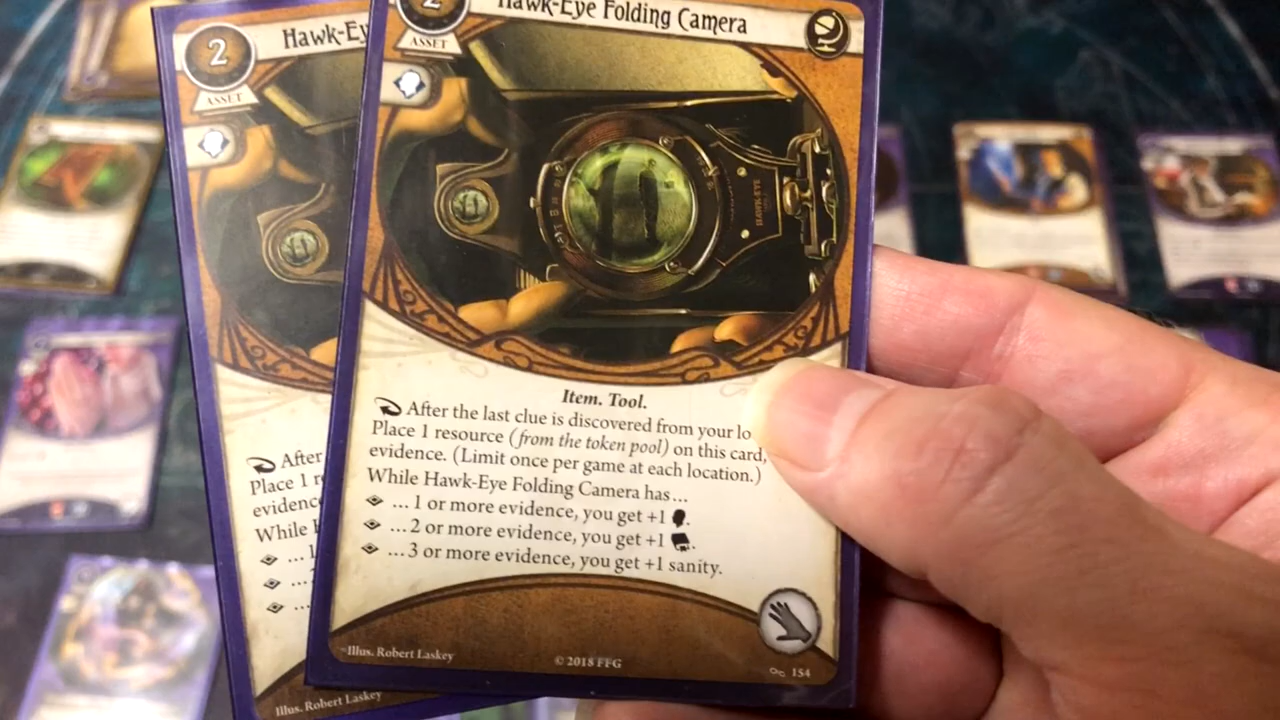 2
Hawk-Ey
ASSET
After
Place 1 r
evidence
While
... 1
...
...
Illus. Robert Laskey
2
Hawk-Eye Folding Camera
ASSET
HAWK-EYE
Item. Tool.
After the last clue is discovered from your lo
Place 1 resource (from the token pool) on this card,
evidence. (Limit once per game at each location.)
While Hawk-Eye Folding Camera has...
...1 or more evidence, you get +1
...2 or more evidence, you get +1
...3 or more evidence, you get +1 sanity.
Illus. Robert Laskey
© 2018 FFG
154